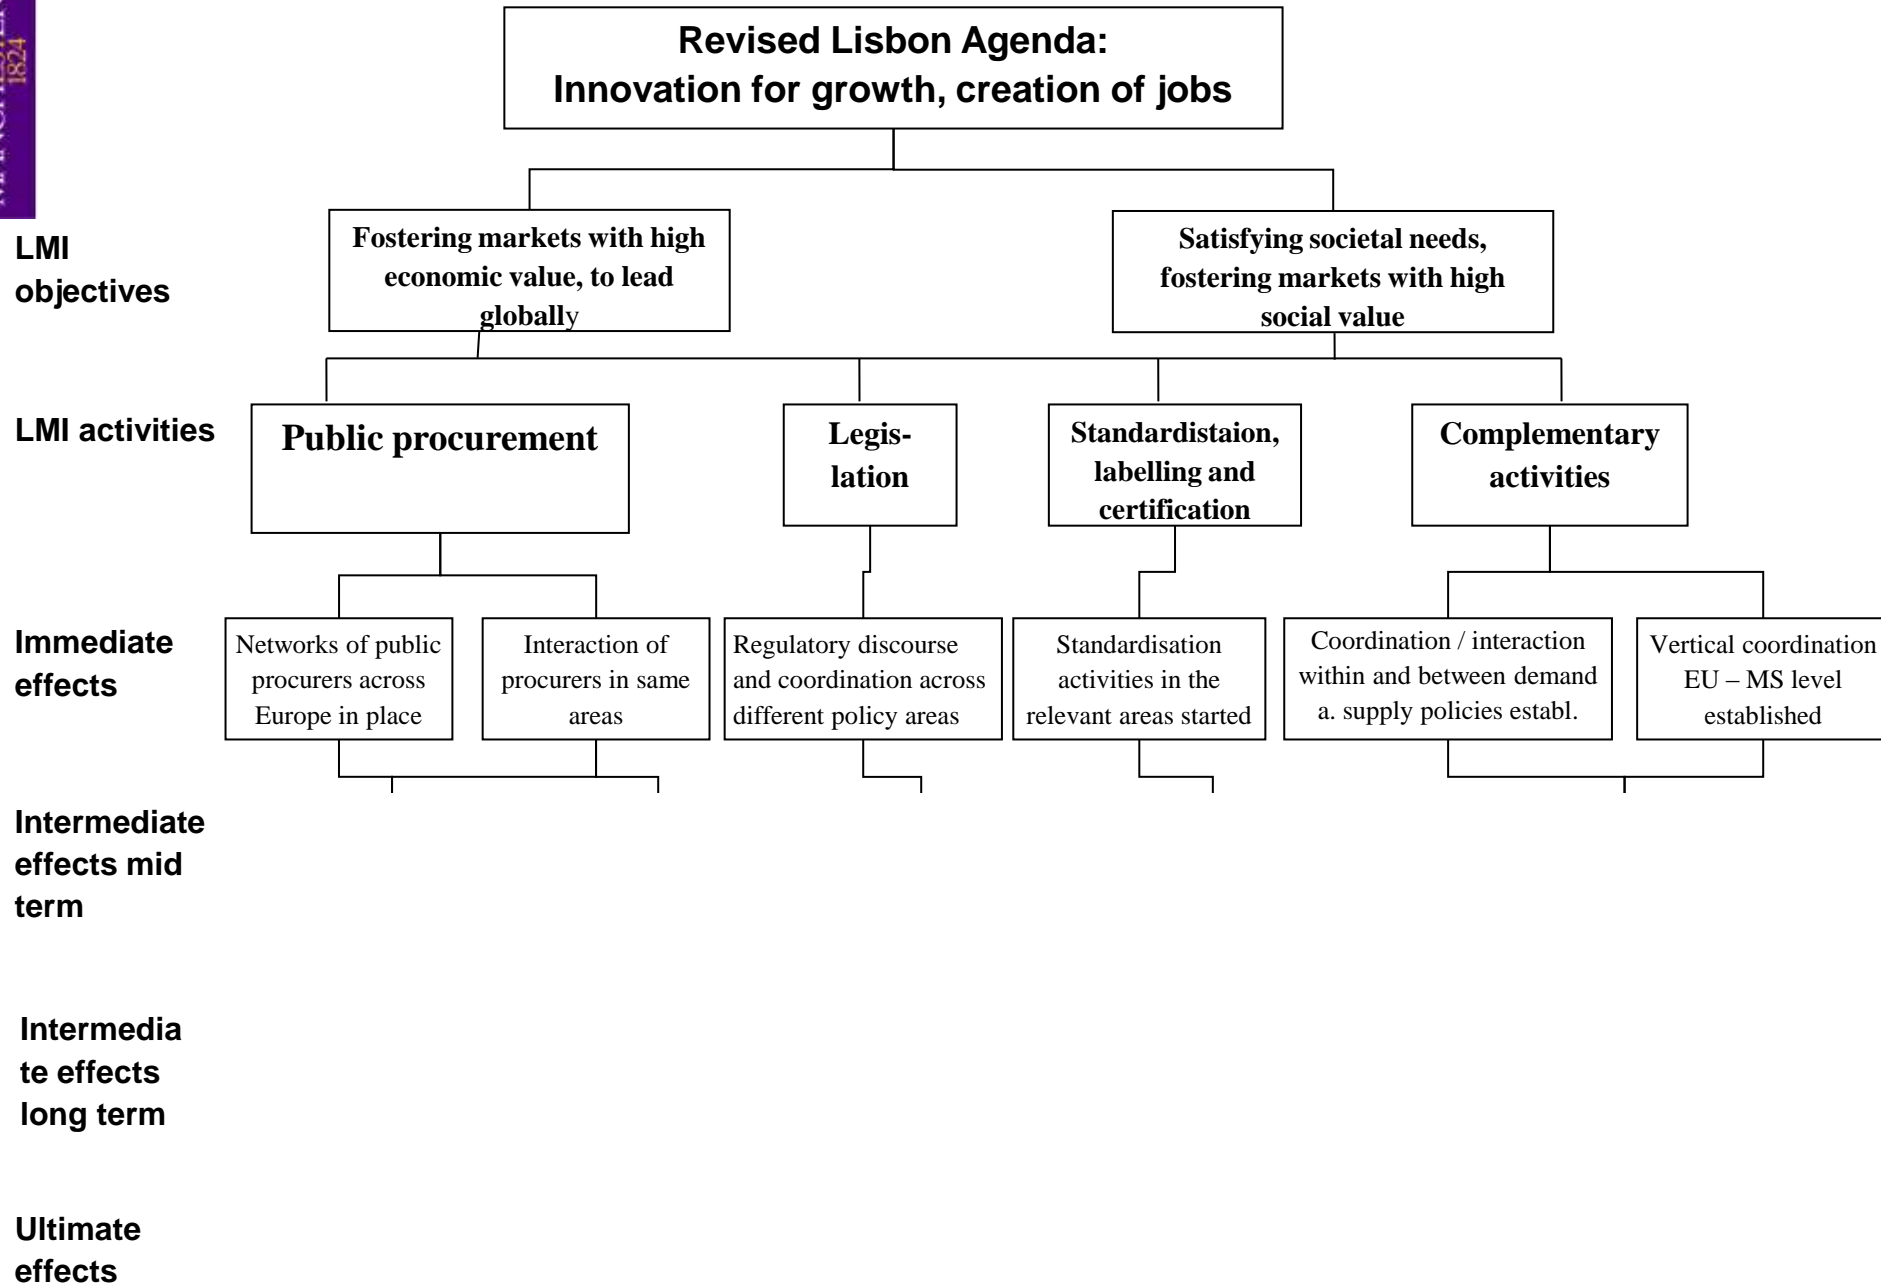 1824
Revised Lisbon Agenda:
Innovation for growth, creation of jobs
LMI
objectives
Fostering markets with high
economic value, to lead
globally
Satisfying societal needs,
fostering markets with high
social value
LMI activities
Public procurement
Legis-
lation
Standardistaion,
labelling and
certification
Complementary
activities
Immediate
effects
Networks of public
procurers across
Europe in place
Interaction of
procurers in same
areas
Regulatory discourse
and coordination across
different policy areas
Standardisation
activities in the
relevant areas started
Coordination / interaction
within and between demand
a. supply policies establ.
Vertical coordination
EU – MS level
established
Intermediate
effects mid
term
Intermedia
te effects
long term
Ultimate
effects